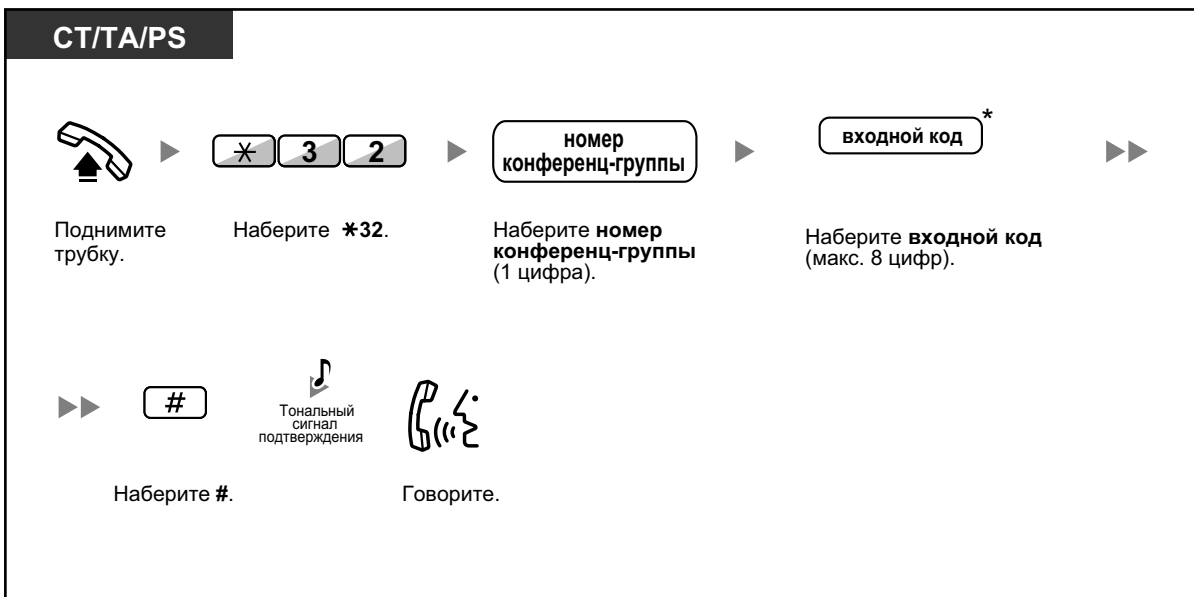 CT/TA/PS
✳ 3 2
номер
конференц-группы
входной код*
Поднимите
трубку.
Наберите ✳32.
Наберите номер
конференц-группы
(1 цифра).
Наберите входной код
(макс. 8 цифр).
#
Тональный
сигнал
подтверждения
Наберите #.
Говорите.